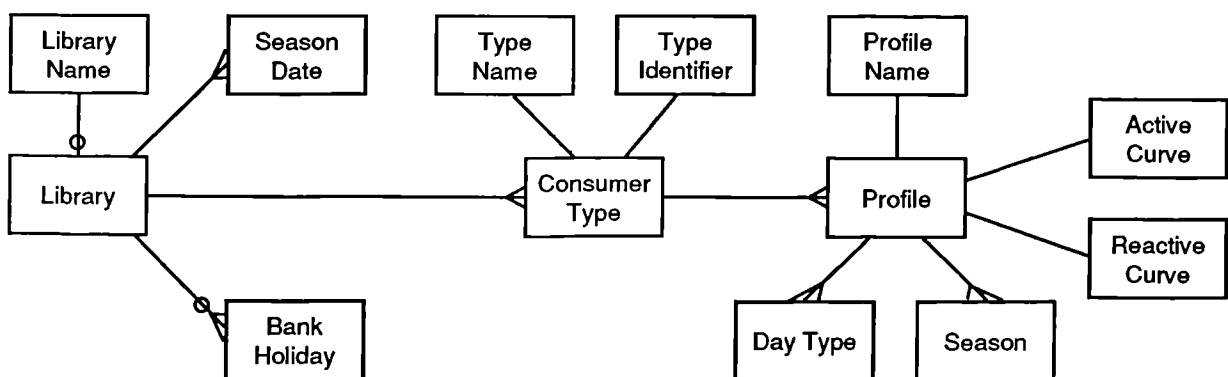 Library
Name
Season
Date
Type
Name
Type
Identifier
Profile
Name
Active
Curve
Library
Consumer
Type
Profile
Reactive
Curve
Bank
Holiday
Day Type
Season